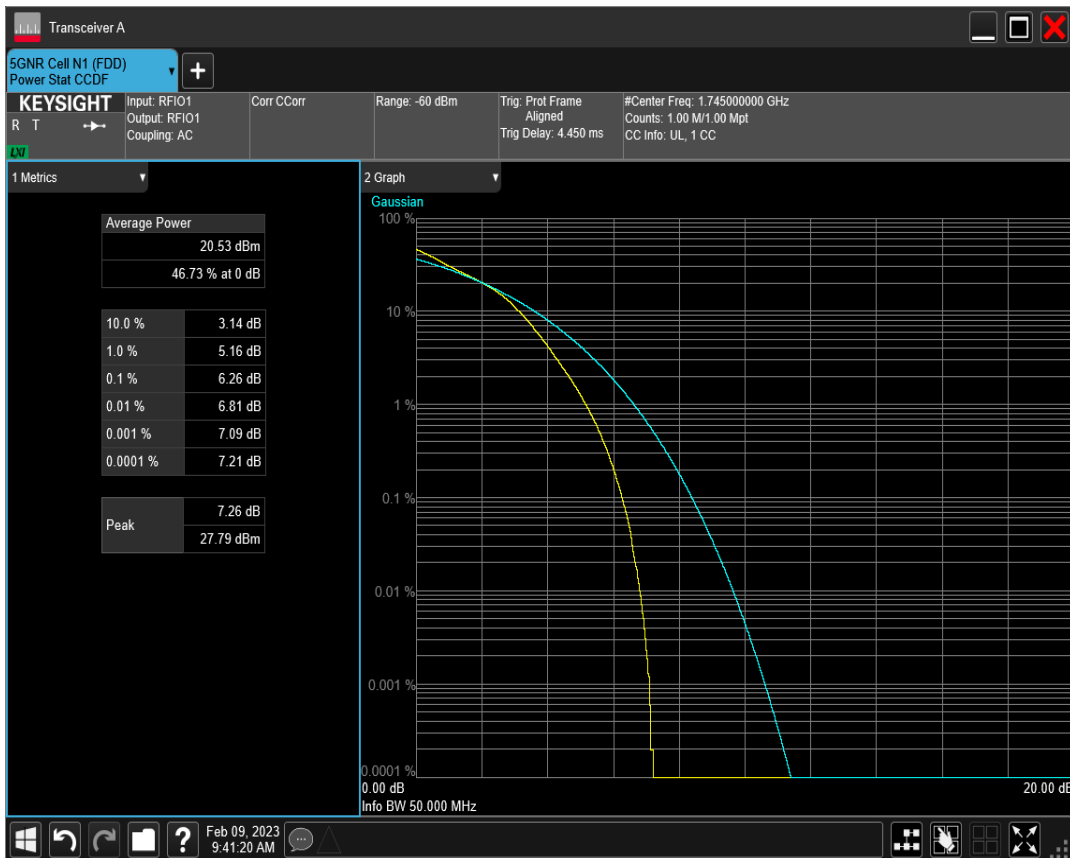 Transceiver A
5GNR Cell N1 (FDD)
Power Stat CCDF
+
KEYSIGHT
R T
LXI
Input: RFIO1
Output: RFIO1
Coupling: AC
Corr CCorr
Range: -60 dBm
Trig: Prot Frame
Aligned
Trig Delay: 4.450 ms
#Center Freq: 1.745000000 GHz
Counts: 1.00 M/1.00 Mpt
CC Info: UL, 1 CC
1 Metrics
Average Power
20.53 dBm
46.73 % at 0 dB
10.0 % 3.14 dB
1.0 % 5.16 dB
0.1 % 6.26 dB
0.01 % 6.81 dB
0.001 % 7.09 dB
0.0001 % 7.21 dB
Peak
7.26 dB
27.79 dBm
2 Graph
Gaussian
100 %
10 %
1 %
0.1 %
0.01 %
0.001 %
0.0001 %
0.00 dB
20.00 dB
Info BW 50.000 MHz
?
Feb 09, 2023
9:41:20 AM